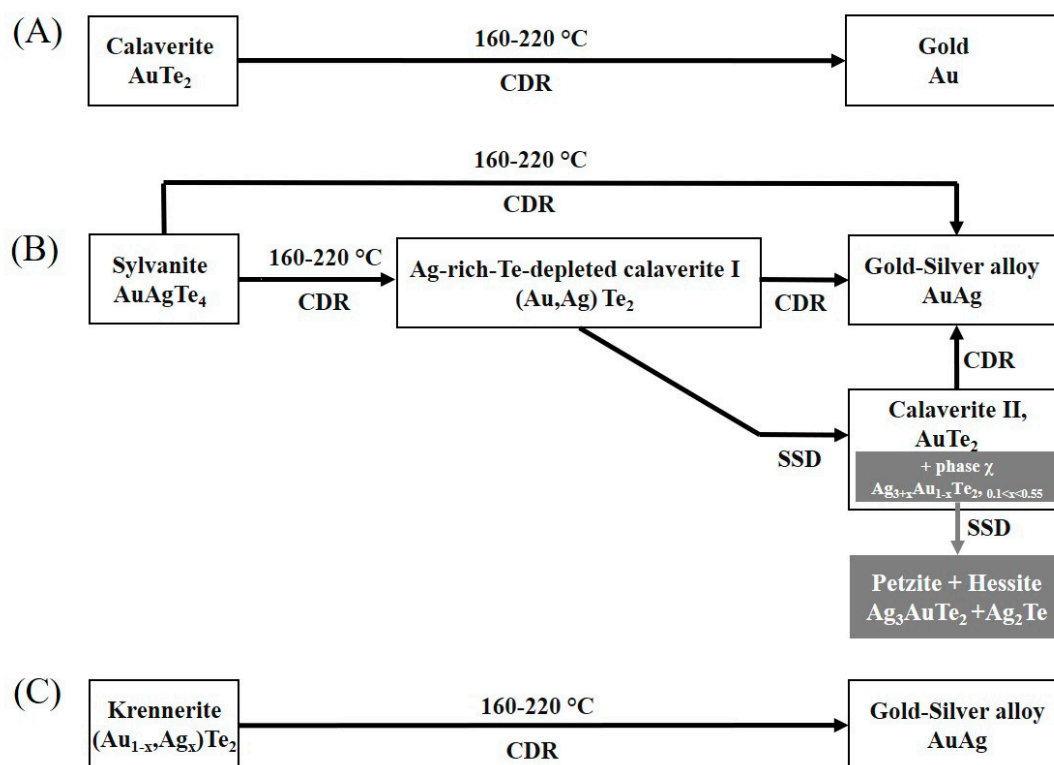 (A)
Calaverite
AuTe₂
160-220 °C
CDR
Gold
Au
160-220 °C
CDR
(B)
Sylvanite
AuAgTe₄
160-220 °C
CDR
Ag-rich-Te-depleted calaverite I
(Au,Ag) Te₂
CDR
Gold-Silver alloy
AuAg
CDR
SSD
Calaverite II,
AuTe₂
+ phase χ
Ag₃₊ₓAu₁₋ₓTe₂, 0.1<x<0.55
SSD
Petzite + Hessite
Ag₃AuTe₂ +Ag₂Te
(C)
Krennerite
(Au₁₋ₓ,Agₓ)Te₂
160-220 °C
CDR
Gold-Silver alloy
AuAg